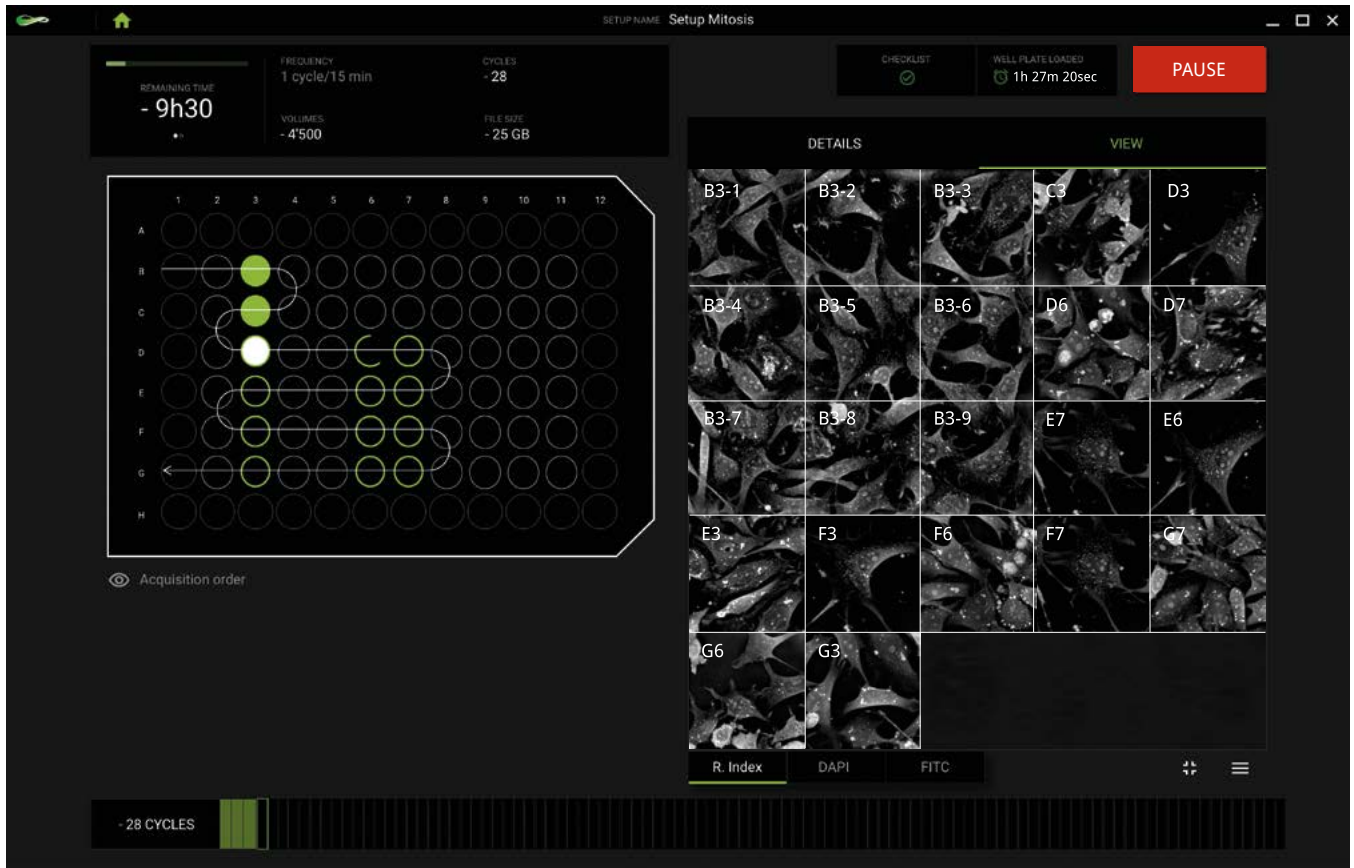 SETUP NAME Setup Mitosis
REMAINING TIME
- 9h30
FREQUENCY
1 cycle/15 min
CYCLES
- 28
VOLUMES
- 4'500
FILE SIZE
- 25 GB
CHECKLIST
WELL PLATE LOADED
1h 27m 20sec
PAUSE
DETAILS
VIEW
1 2 3 4 5 6 7 8 9 10 11 12
A
B
C
D
E
F
G
H
Acquisition order
B3-1 B3-2 B3-3 C3 D3
B3-4 B3-5 B3-6 D6 D7
B3-7 B3-8 B3-9 E7 E6
E3 F3 F6 F7 G7
G6 G3
R. Index DAPI FITC
- 28 CYCLES